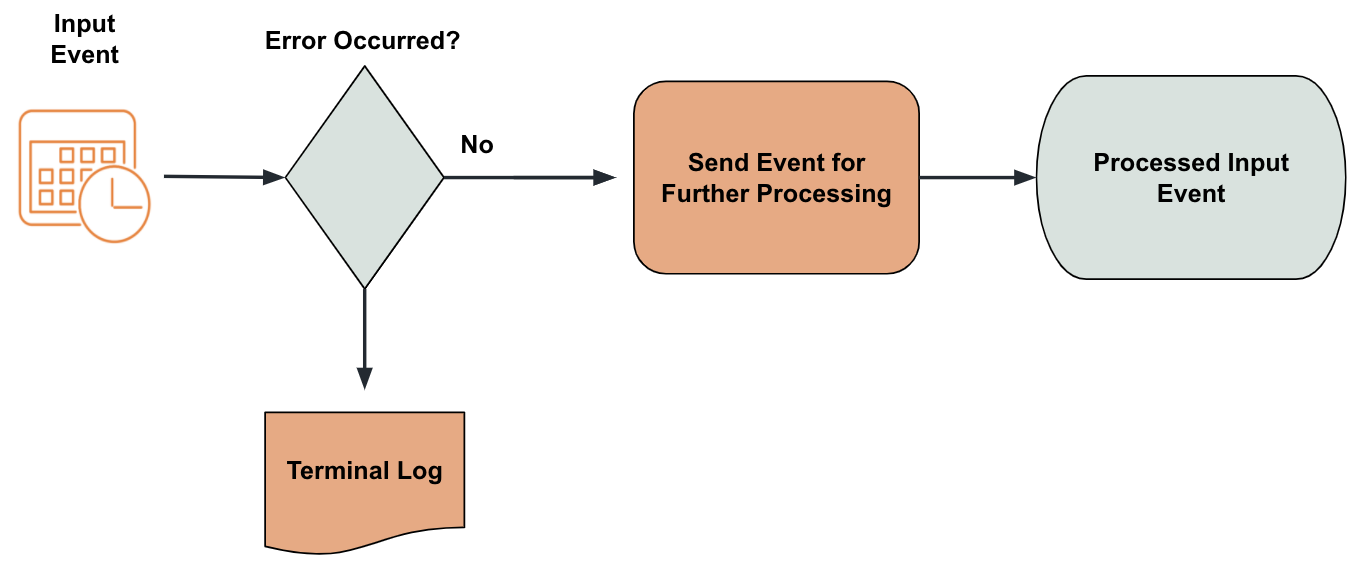 Input
Event
Error Occurred?
No
Send Event for
Further Processing
Processed Input
Event
Terminal Log